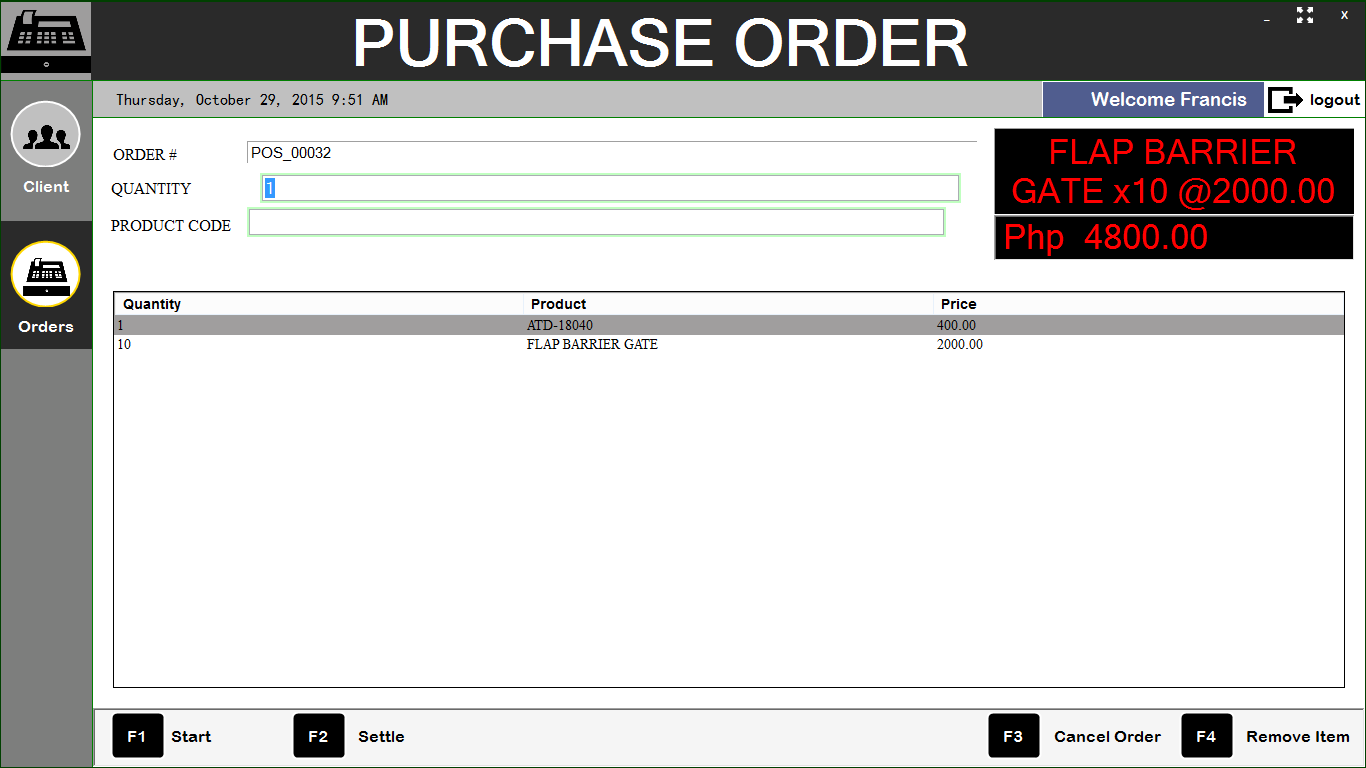 PURCHASE ORDER
_ X
Thursday, October 29, 2015 9:51 AM
Welcome Francis
logout
Client
Orders
ORDER # POS_00032
QUANTITY 1
PRODUCT CODE
FLAP BARRIER
GATE x10 @2000.00
Php 4800.00
Quantity Product Price
1 ATD-18040 400.00
10 FLAP BARRIER GATE 2000.00
F1 Start F2 Settle F3 Cancel Order F4 Remove Item